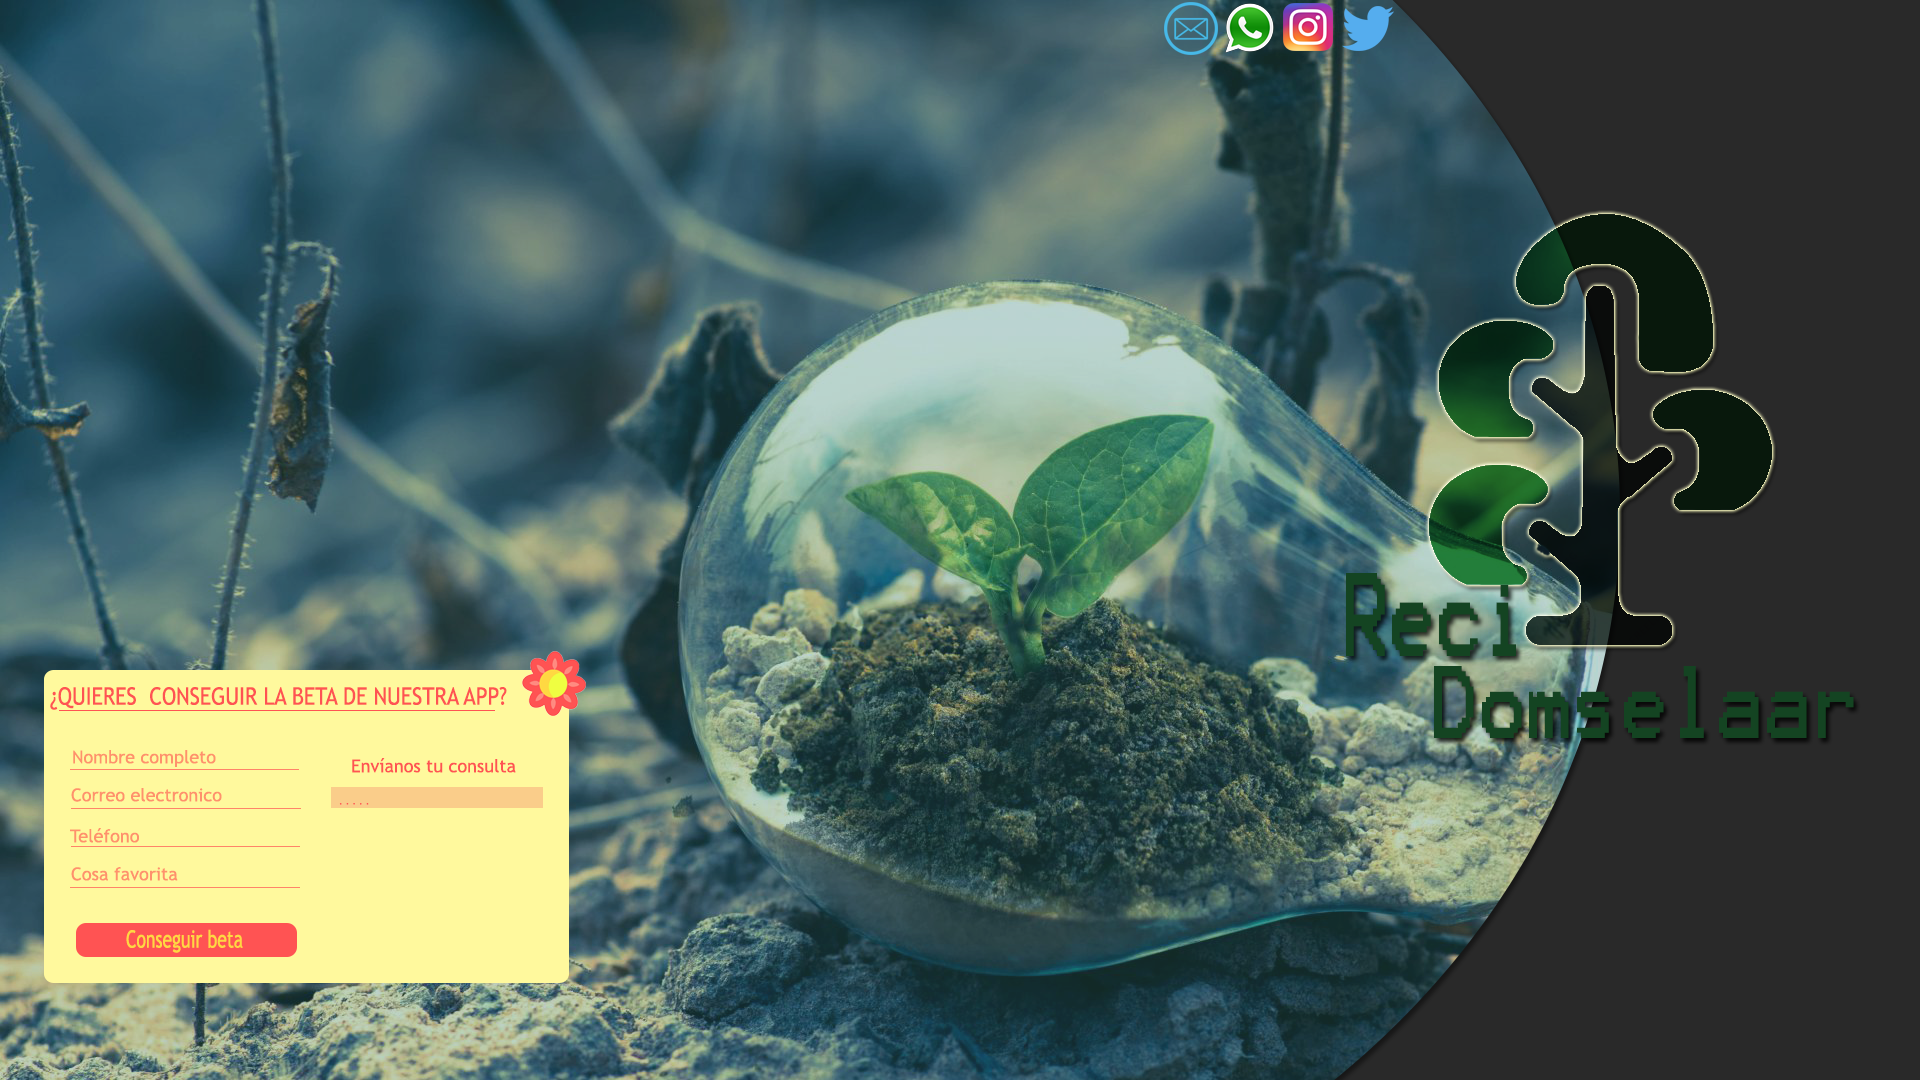 Reci
Domselaar
¿QUIERES CONSEGUIR LA BETA DE NUESTRA APP?
Nombre completo
Correo electronico
Teléfono
Cosa favorita
Envíanos tu consulta
.....
Conseguir beta